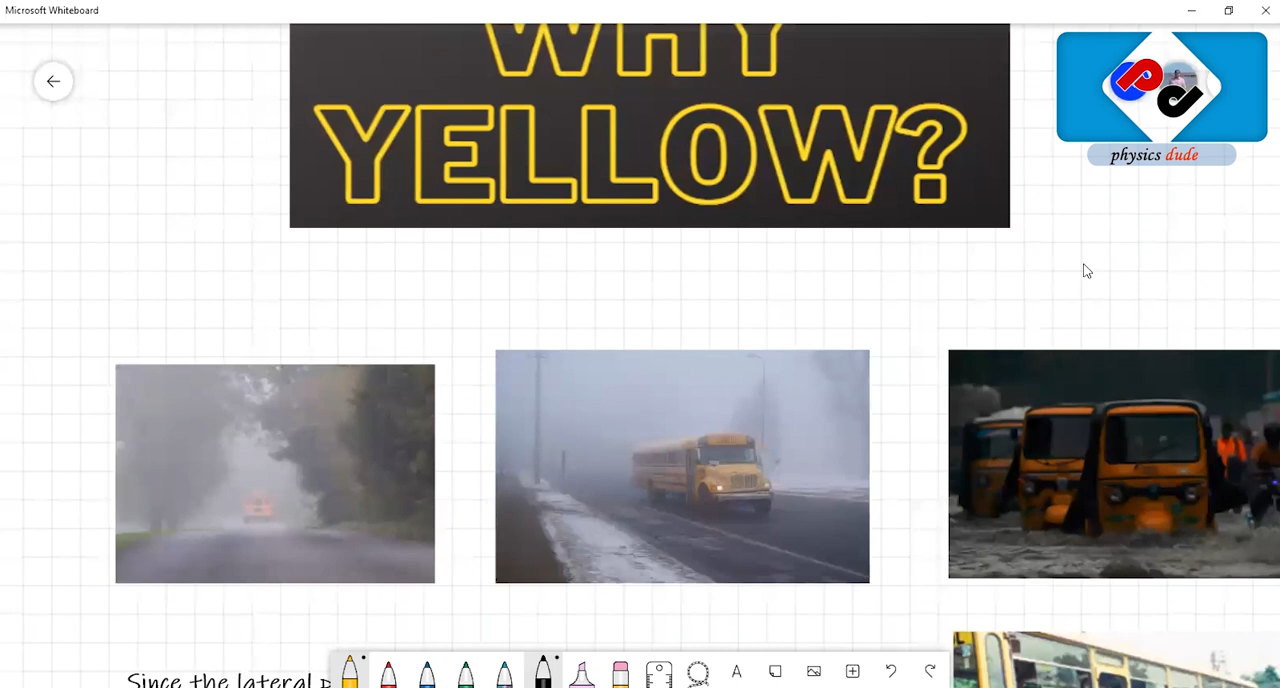 Microsoft Whiteboard
WHY
YELLOW?
physics dude
Since the lateral